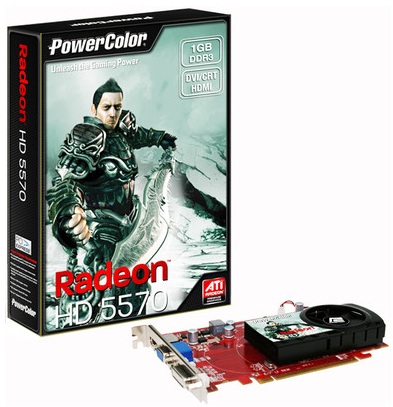 PowerColor
Unleash the Gaming Power
1GB
DDR3
DVI/CRT
HDMI
Radeon
HD 5570
ATI
RADEON
PowerColor
Radeon HD 5570
PowerColor